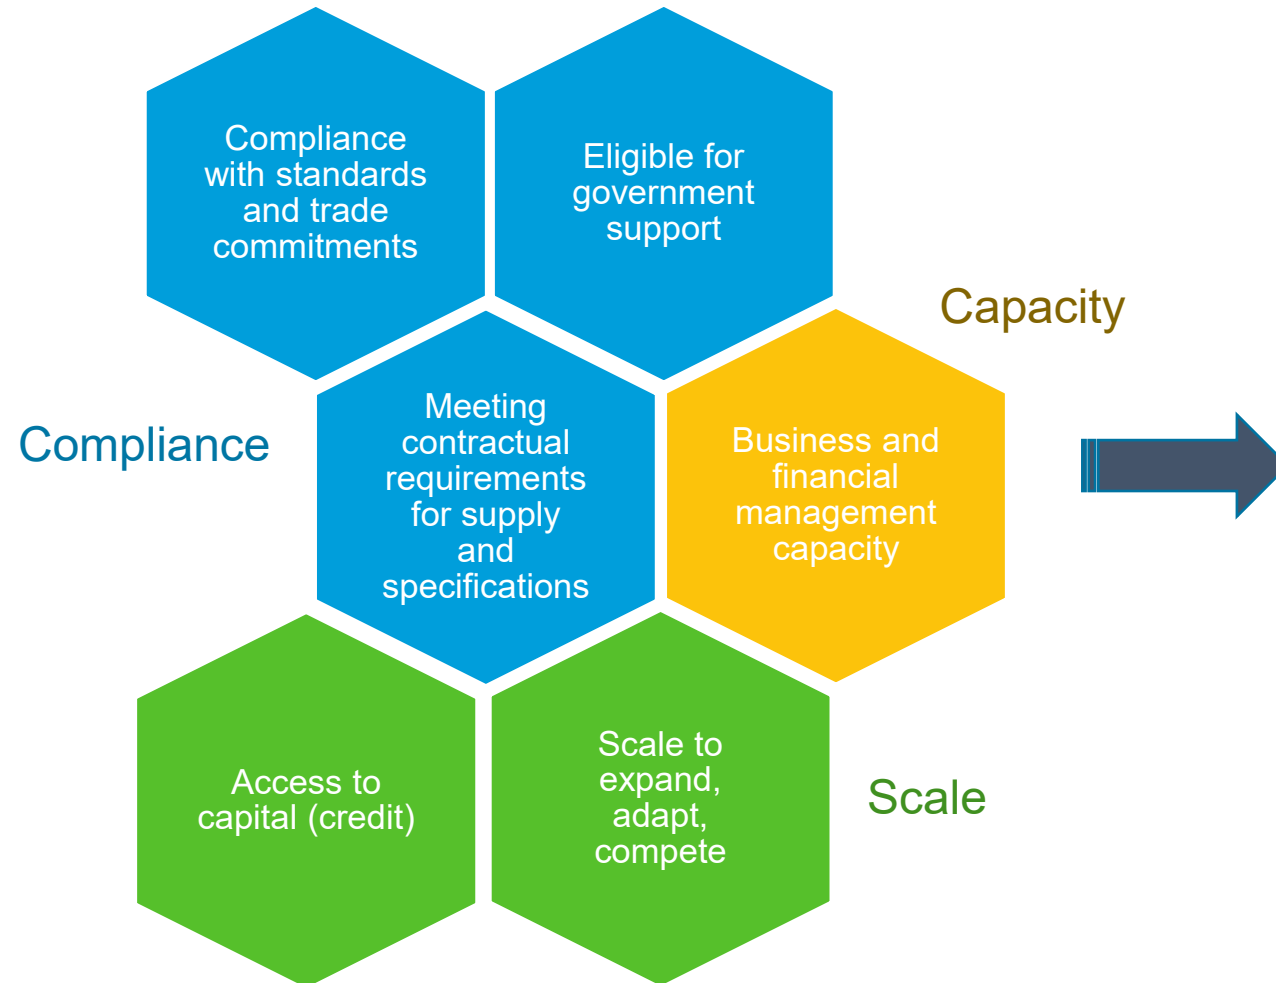 Compliance
with standards
and trade
commitments
Eligible for
government
support
Capacity
Compliance
Meeting
contractual
requirements
for supply
and
specifications
Business and
financial
management
capacity
Access to
capital (credit)
Scale to
expand,
adapt,
compete
Scale